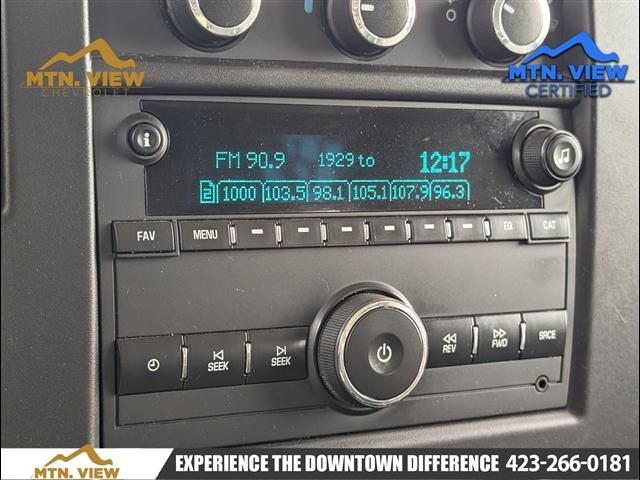 MTN. VIEW
CHEVROLET
MTN. VIEW
CERTIFIED
FM 90.9 1929 to 12:17
2 1000 103.5 98.1 105.1 107.9 96.3
FAV MENU EQ CAT
SEEK SEEK REV FWD SRCE
MTN. VIEW
EXPERIENCE THE DOWNTOWN DIFFERENCE 423-266-0181